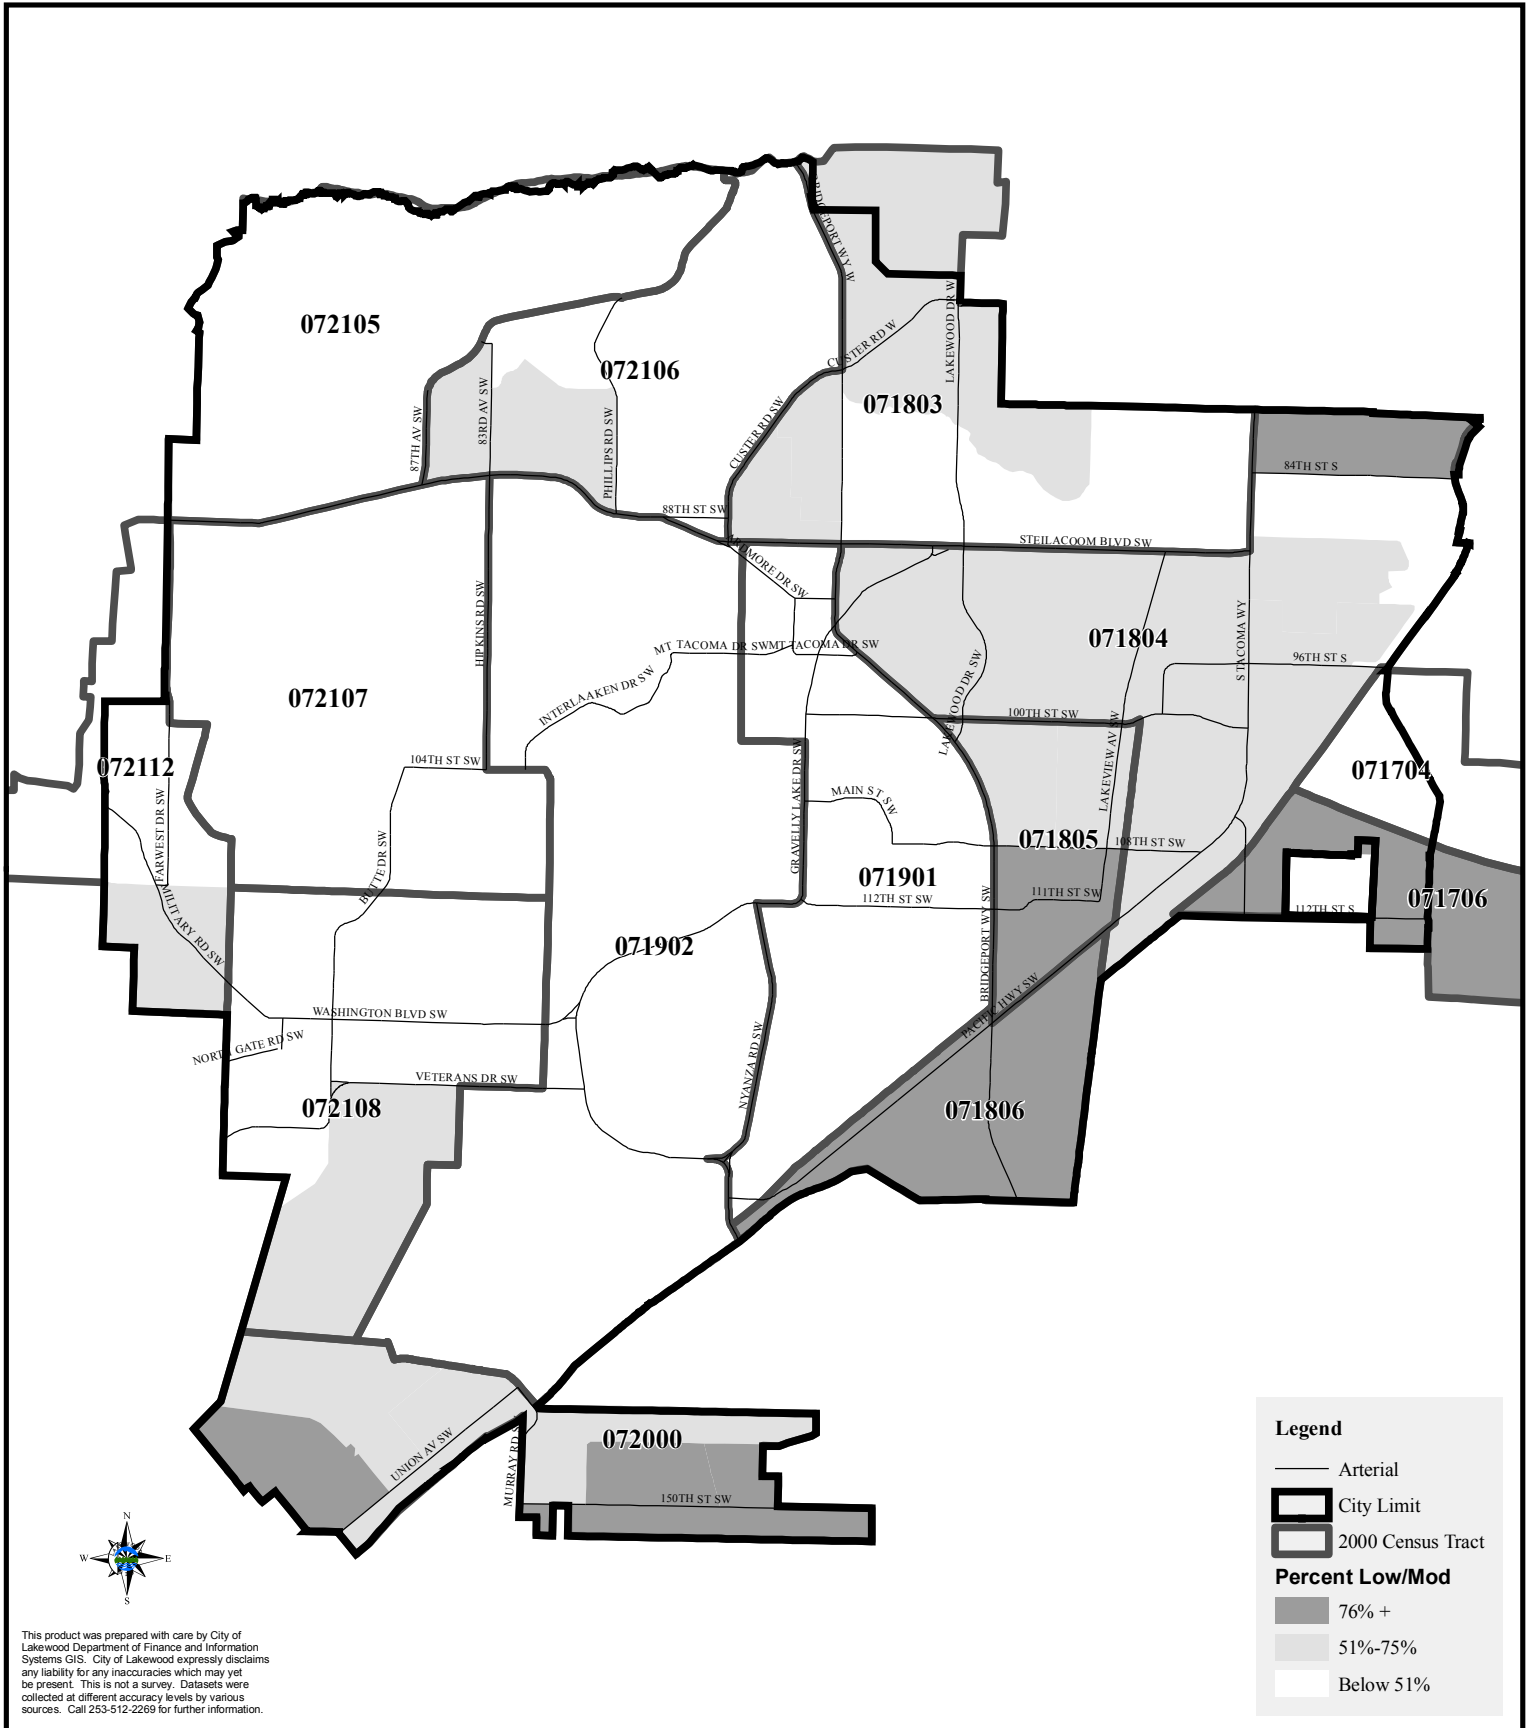 BRIDGEPORT WY W
072105
LAKEWOOD DR W
CUSTER RD W
072106
071803
87TH AV SW
83RD AV SW
PHILLIPS RD SW
CUSTER RD SW
84TH ST S
88TH ST SW
ARDMORE DR SW
STEILACOOM BLVD SW
HIPKINS RD SW
MT TACOMA DR SW
MT TACOMA DR SW
071804
S TACOMA WY
96TH ST S
INTERLAAKEN DR SW
LAKEWOOD DR SW
072107
100TH ST SW
LAKEWOOD DR SW
LAKEVIEW AV SW
072112
104TH ST SW
071704
FARWEST DR SW
GRAVELLY LAKE DR SW
MAIN ST SW
071805
108TH ST SW
BUTTE DR SW
071901
111TH ST SW
112TH ST SW
071706
112TH ST S
MILITARY RD SW
071902
BRIDGEPORT WY SW
WASHINGTON BLVD SW
PACIFIC HWY SW
NORTH GATE RD SW
NYANZA RD SW
VETERANS DR SW
072108
071806
UNION AV SW
MURRAY RD S
072000
150TH ST SW
Legend
Arterial
City Limit
2000 Census Tract
Percent Low/Mod
76% +
51%-75%
Below 51%
N
W
E
S
This product was prepared with care by City of
Lakewood Department of Finance and Information
Systems GIS. City of Lakewood expressly disclaims
any liability for any inaccuracies which may yet
be present. This is not a survey. Datasets were
collected at different accuracy levels by various
sources. Call 253-512-2269 for further information.